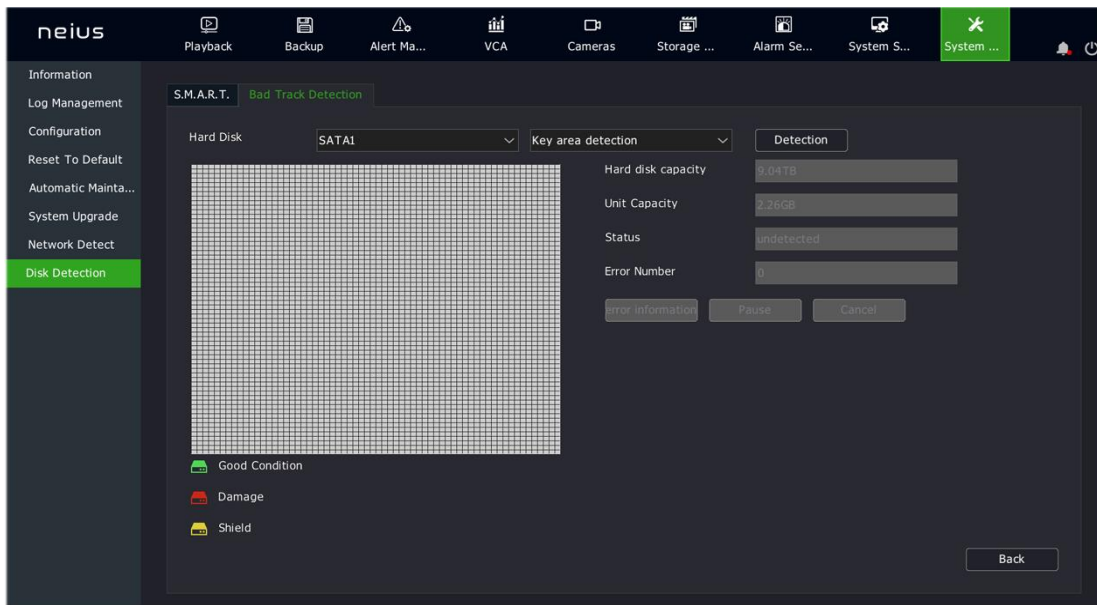 neius
Playback Backup Alert Ma... VCA Cameras Storage ... Alarm Se... System S... System ...
Information
Log Management
Configuration
Reset To Default
Automatic Mainta...
System Upgrade
Network Detect
Disk Detection
S.M.A.R.T. Bad Track Detection
Hard Disk SATA1 Key area detection Detection
Hard disk capacity 9.04TB
Unit Capacity 2.26GB
Status undetected
Error Number 0
error information Pause Cancel
Good Condition
Damage
Shield
Back